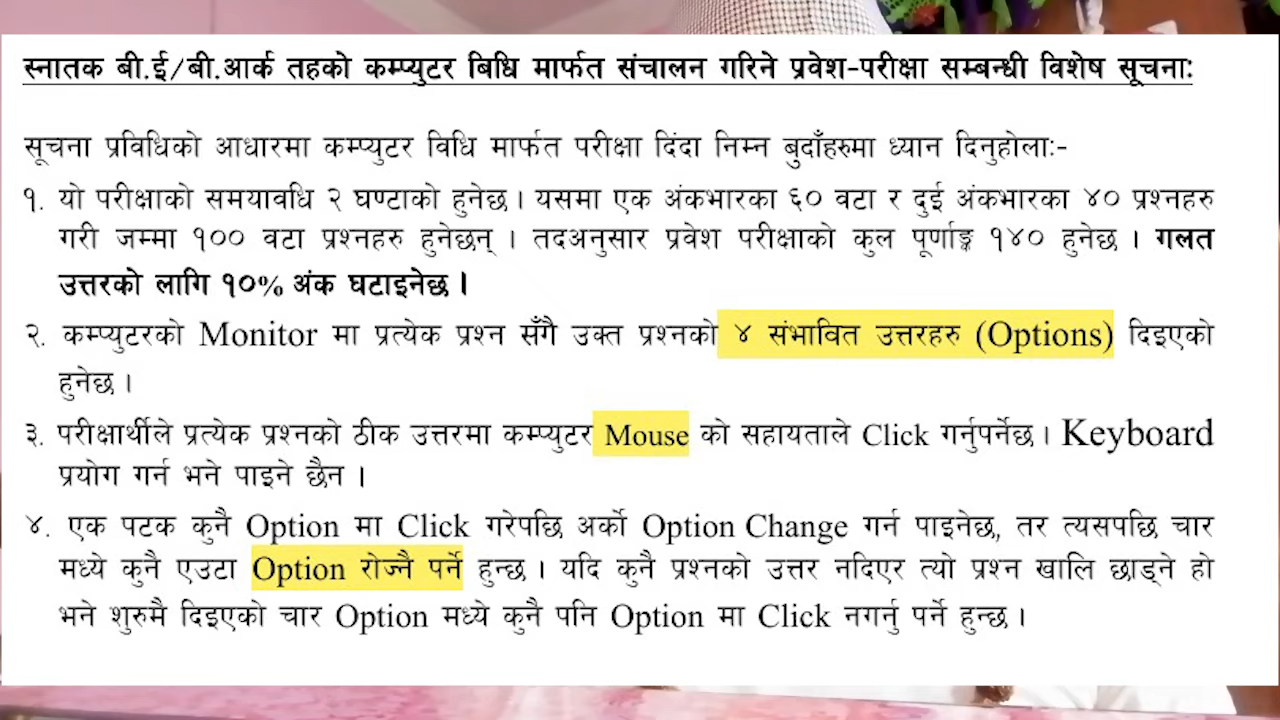 स्नातक बी.ई/बी.आर्क तहको कम्प्युटर बिधि मार्फत संचालन गरिने प्रवेश-परीक्षा सम्बन्धी विशेष सूचनाः
सूचना प्रविधिको आधारमा कम्प्युटर विधि मार्फत परीक्षा दिंदा निम्न बुदाँहरुमा ध्यान दिनुहोलाः-
१. यो परीक्षाको समयावधि २ घण्टाको हुनेछ । यसमा एक अंकभारका ६० वटा र दुई अंकभारका ४० प्रश्नहरु
गरी जम्मा १०० वटा प्रश्नहरु हुनेछन् । तदअनुसार प्रवेश परीक्षाको कुल पूर्णाङ्क १४० हुनेछ । गलत
उत्तरको लागि १०% अंक घटाइनेछ ।
२. कम्प्युटरको Monitor मा प्रत्येक प्रश्न सँगै उक्त प्रश्नको ४ संभावित उत्तरहरु (Options) दिइएको
हुनेछ ।
३. परीक्षार्थीले प्रत्येक प्रश्नको ठीक उत्तरमा कम्प्युटर Mouse को सहायताले Click गर्नुपर्नेछ । Keyboard
प्रयोग गर्न भने पाइने छैन ।
४. एक पटक कुनै Option मा Click गरेपछि अर्को Option Change गर्न पाइनेछ, तर त्यसपछि चार
मध्ये कुनै एउटा Option रोज्नै पर्ने हुन्छ । यदि कुनै प्रश्नको उत्तर नदिएर त्यो प्रश्न खालि छाड्ने हो
भने शुरुमै दिइएको चार Option मध्ये कुनै पनि Option मा Click नगर्नु पर्ने हुन्छ ।